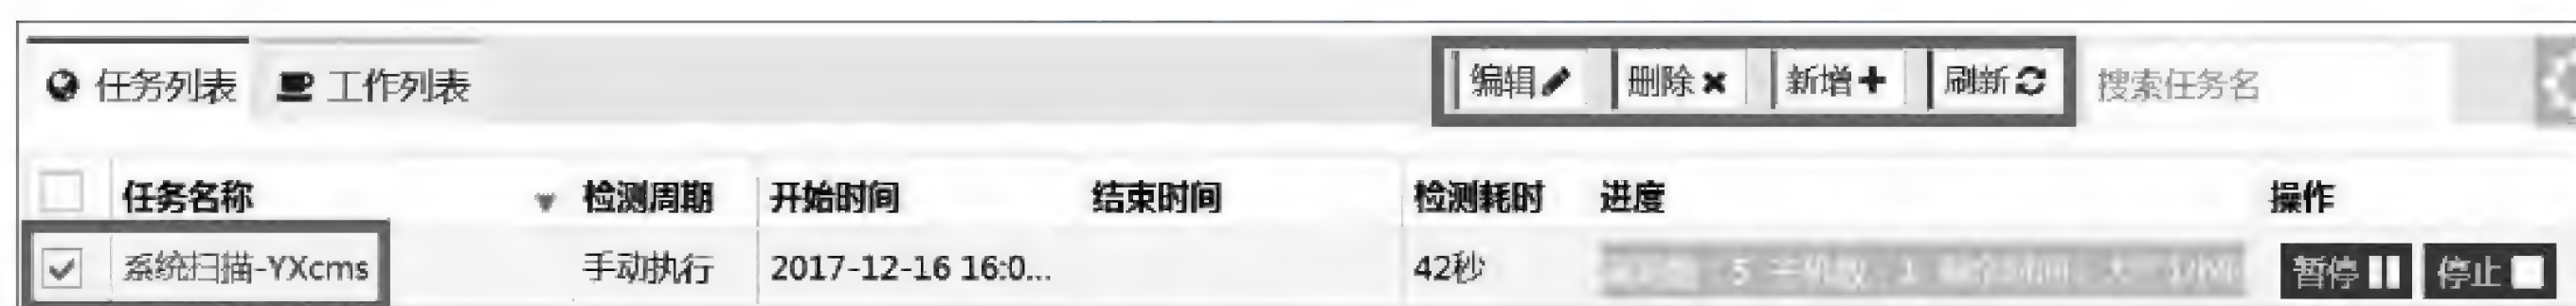 任务列表 工作列表 编辑 删除 新增 刷新 搜索任务名
任务名称 检测周期 开始时间 结束时间 检测耗时 进度 操作
系统扫描-YXcms 手动执行 2017-12-16 16:0... 42秒 暂停 停止